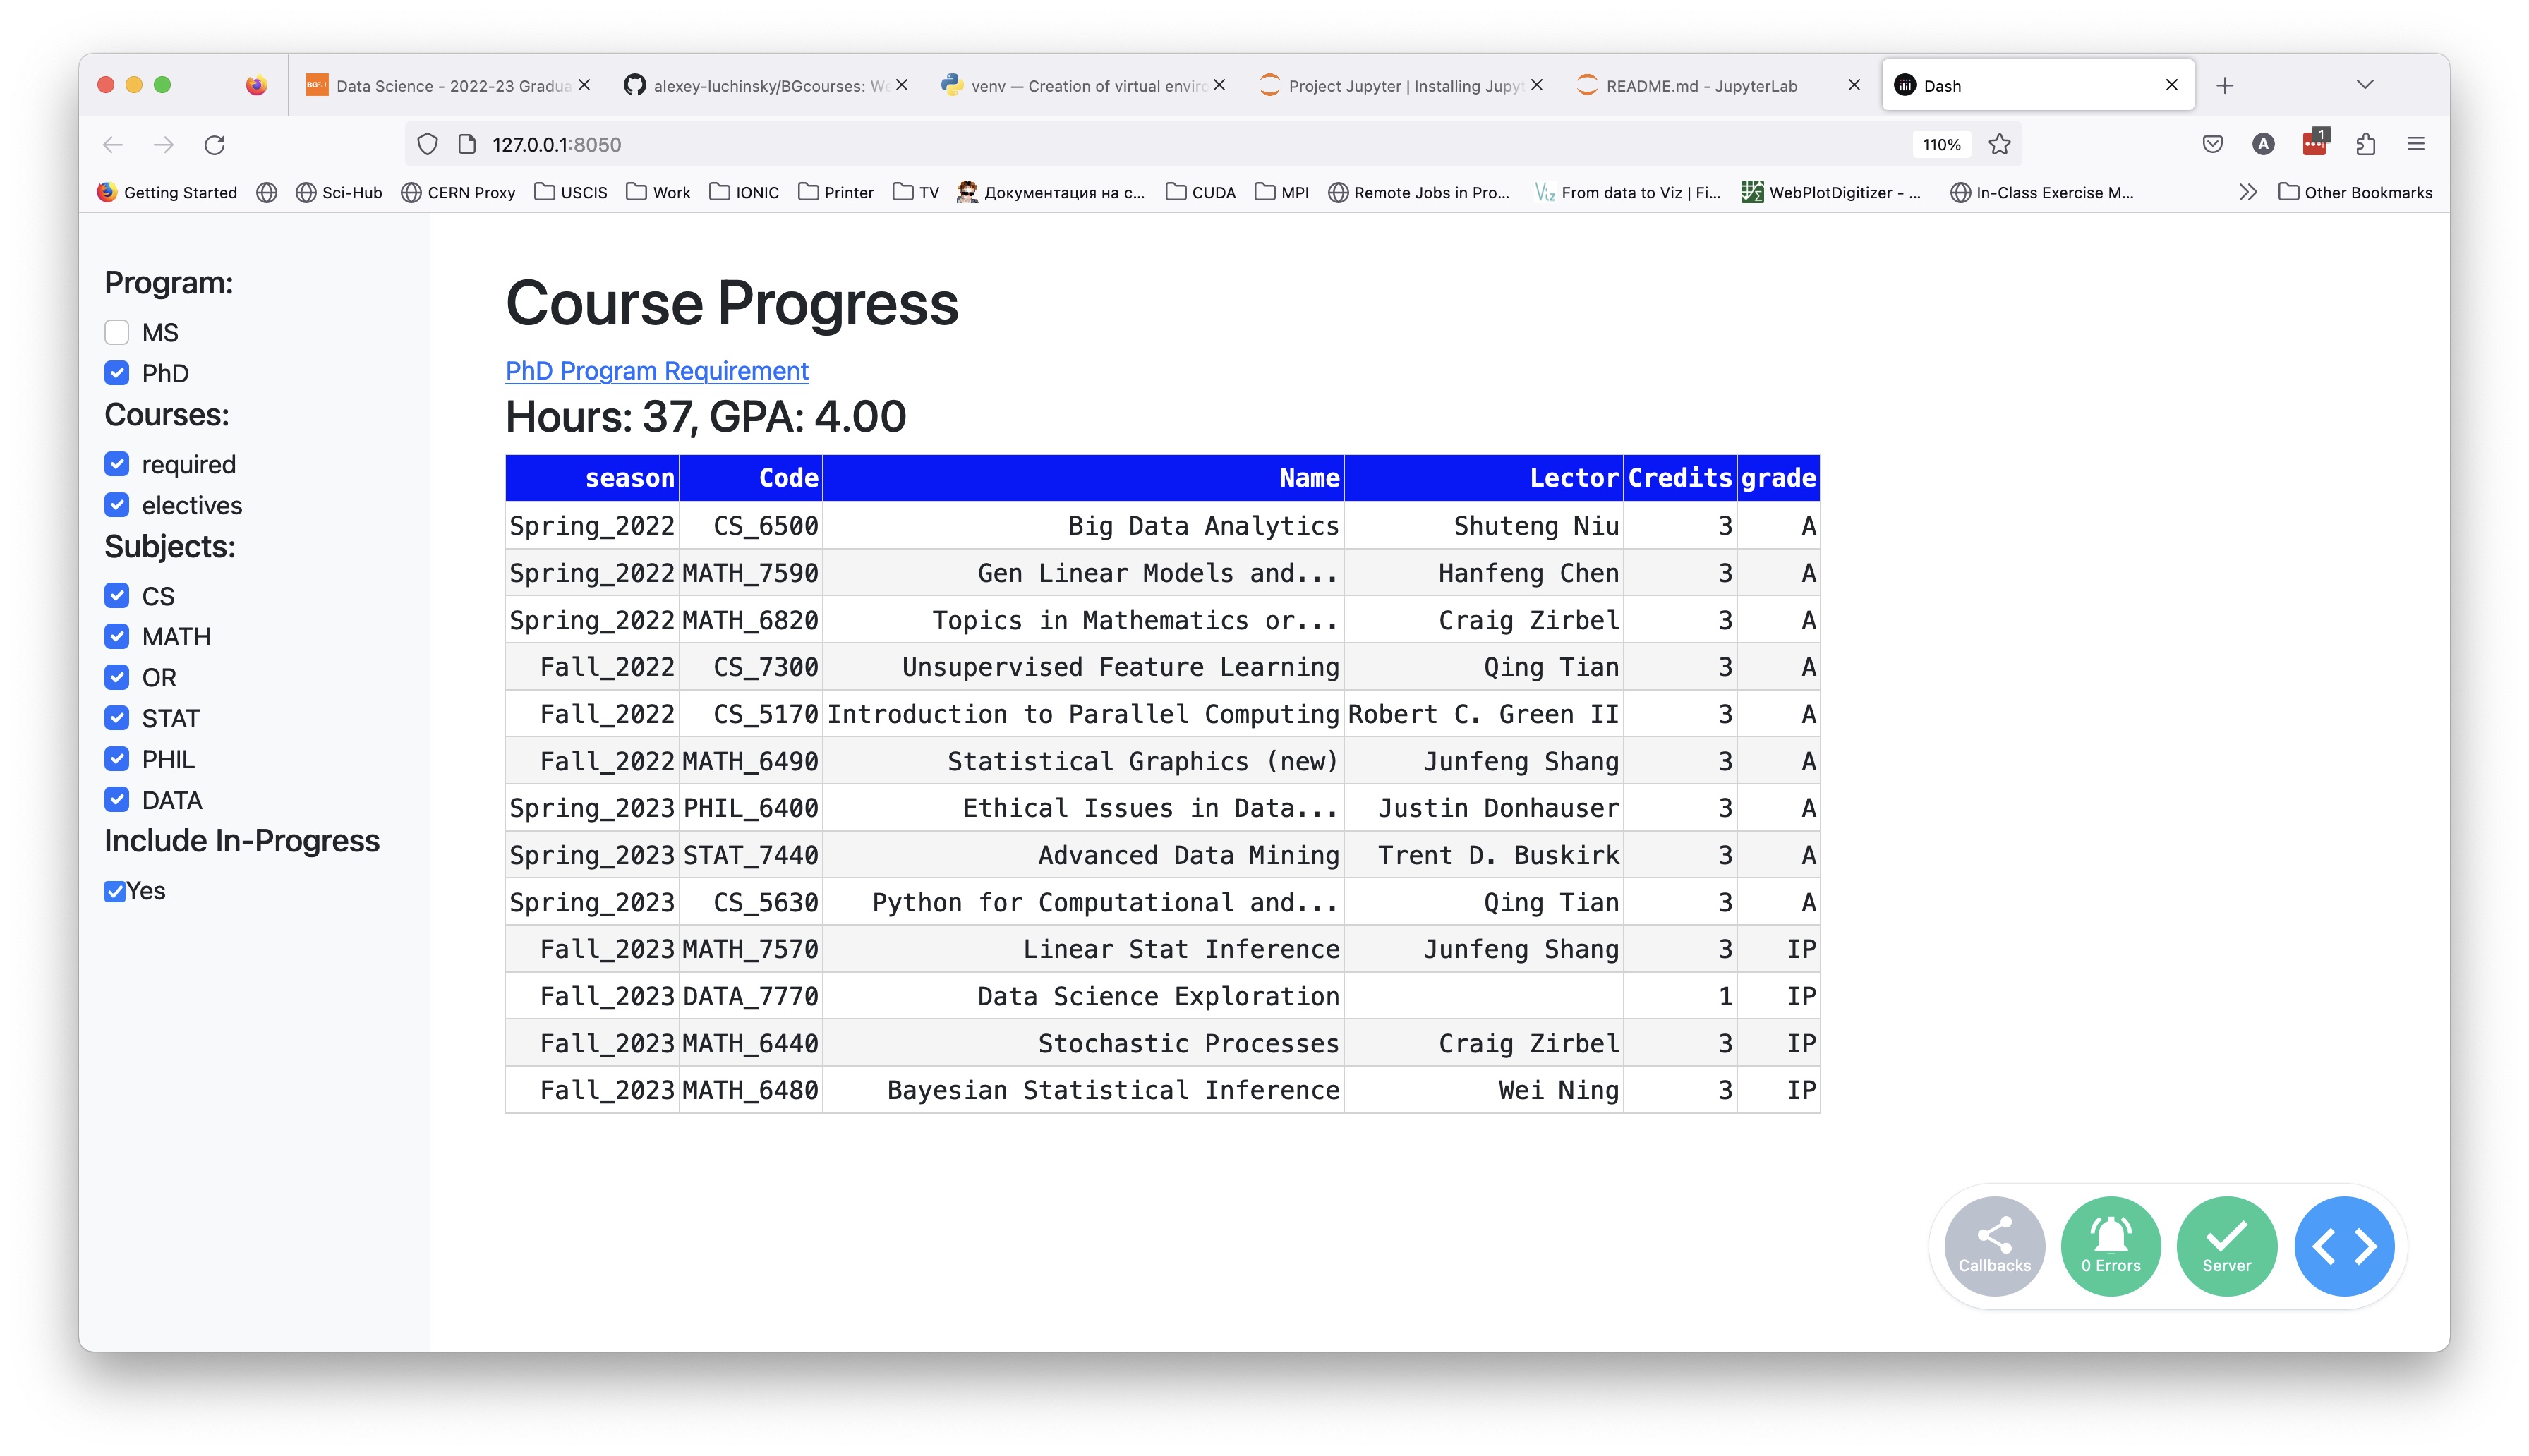 Data Science - 2022-23 Gradua
alexey-luchinsky/BGcourses: We
venv — Creation of virtual enviro
Project Jupyter | Installing Jupyt
README.md - JupyterLab
Dash
127.0.0.1:8050
110%
A
1
Getting Started
Sci-Hub
CERN Proxy
USCIS
Work
IONIC
Printer
TV
Документация на с...
CUDA
MPI
Remote Jobs in Pro...
From data to Viz | Fi...
WebPlotDigitizer - ...
In-Class Exercise M...
Other Bookmarks
Program:
MS
PhD
Courses:
required
electives
Subjects:
CS
MATH
OR
STAT
PHIL
DATA
Include In-Progress
Yes
Course Progress
PhD Program Requirement
Hours: 37, GPA: 4.00
season Code Name Lector Credits grade
Spring_2022 CS_6500 Big Data Analytics Shuteng Niu 3 A
Spring_2022 MATH_7590 Gen Linear Models and... Hanfeng Chen 3 A
Spring_2022 MATH_6820 Topics in Mathematics or... Craig Zirbel 3 A
Fall_2022 CS_7300 Unsupervised Feature Learning Qing Tian 3 A
Fall_2022 CS_5170 Introduction to Parallel Computing Robert C. Green II 3 A
Fall_2022 MATH_6490 Statistical Graphics (new) Junfeng Shang 3 A
Spring_2023 PHIL_6400 Ethical Issues in Data... Justin Donhauser 3 A
Spring_2023 STAT_7440 Advanced Data Mining Trent D. Buskirk 3 A
Spring_2023 CS_5630 Python for Computational and... Qing Tian 3 A
Fall_2023 MATH_7570 Linear Stat Inference Junfeng Shang 3 IP
Fall_2023 DATA_7770 Data Science Exploration 1 IP
Fall_2023 MATH_6440 Stochastic Processes Craig Zirbel 3 IP
Fall_2023 MATH_6480 Bayesian Statistical Inference Wei Ning 3 IP
Callbacks
0 Errors
Server